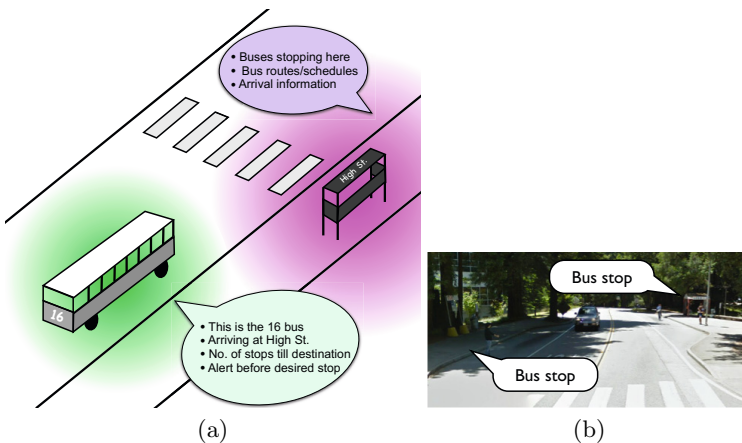 • Buses stopping here
• Bus routes/schedules
• Arrival information
High St.
16
• This is the 16 bus
• Arriving at High St.
• No. of stops till destination
• Alert before desired stop
(a)
Bus stop
Bus stop
(b)